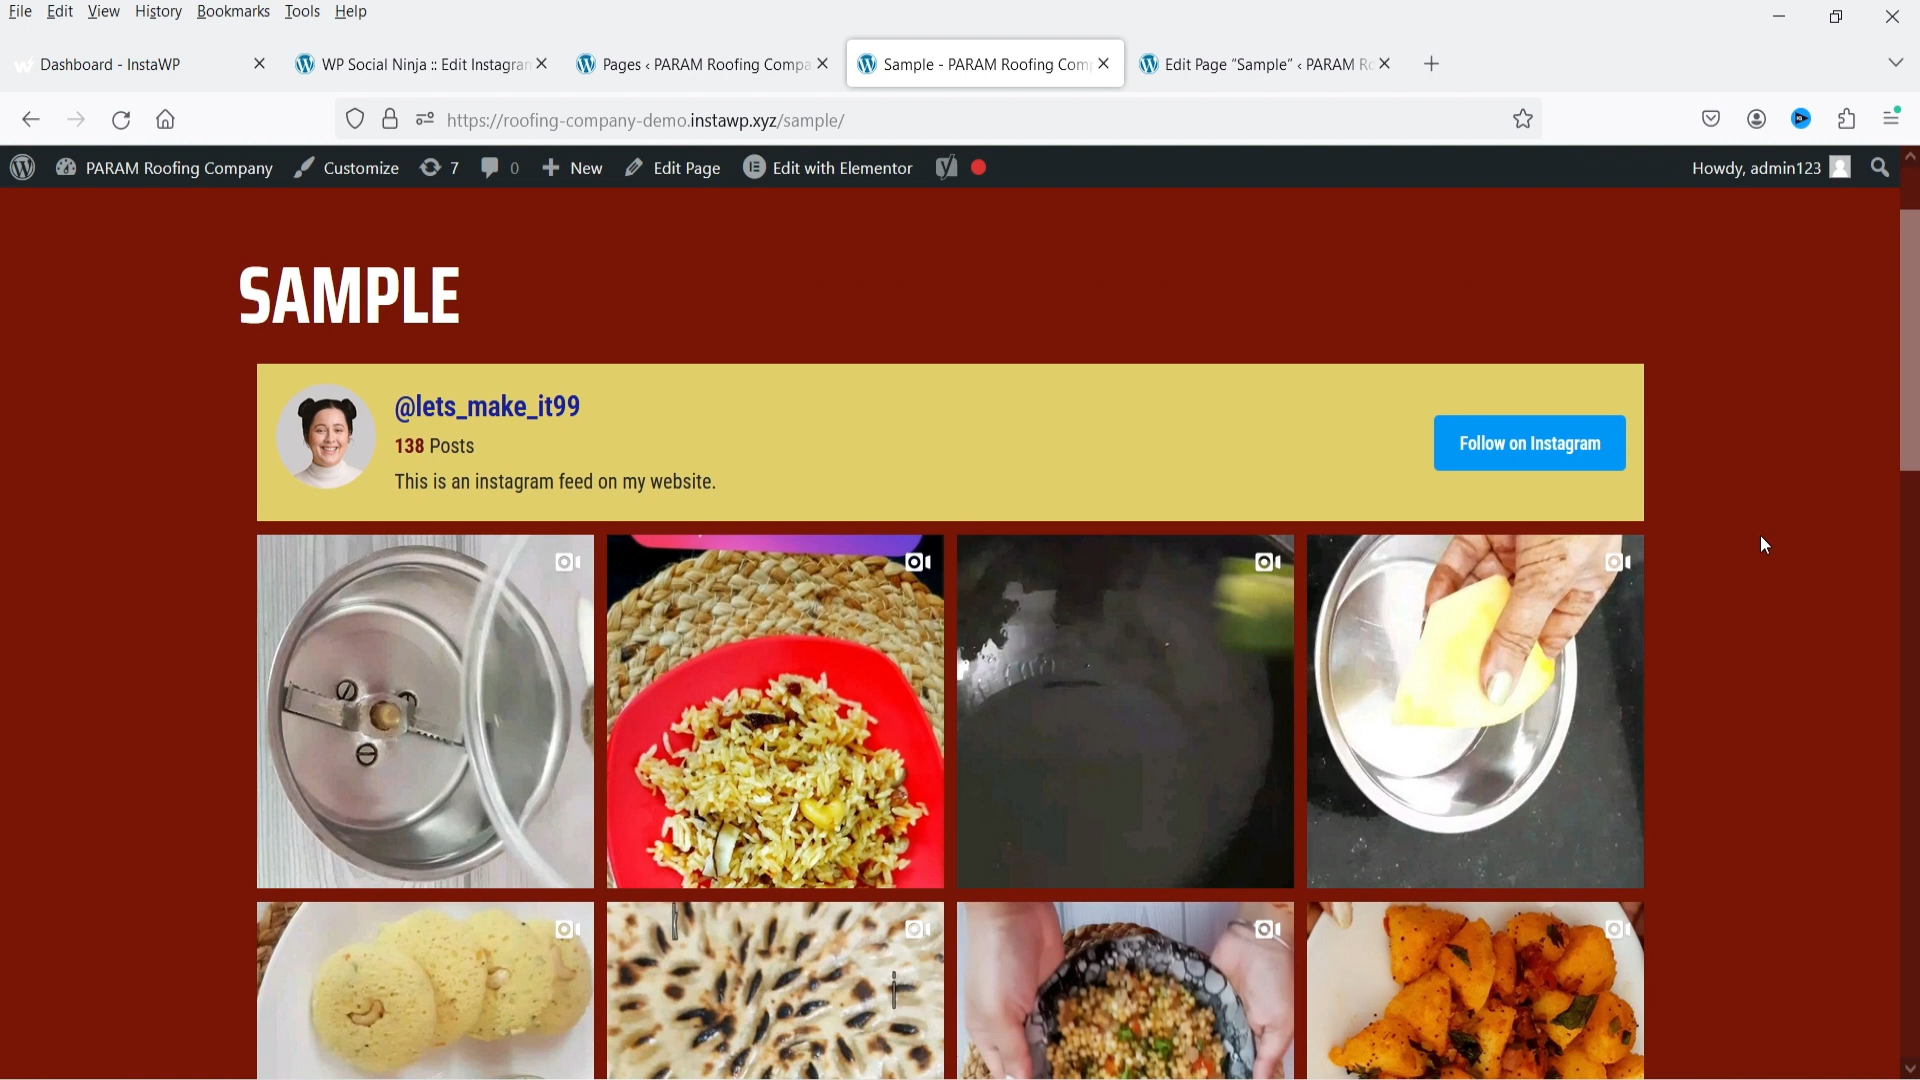 File Edit View History Bookmarks Tools Help
Dashboard - InstaWP
WP Social Ninja :: Edit Instagran
Pages ‹ PARAM Roofing Compa
Sample - PARAM Roofing Com
Edit Page “Sample” ‹ PARAM Ro
https://roofing-company-demo.instawp.xyz/sample/
PARAM Roofing Company Customize 7 0 New Edit Page Edit with Elementor Howdy, admin123
SAMPLE
@lets_make_it99
138 Posts
This is an instagram feed on my website.
Follow on Instagram